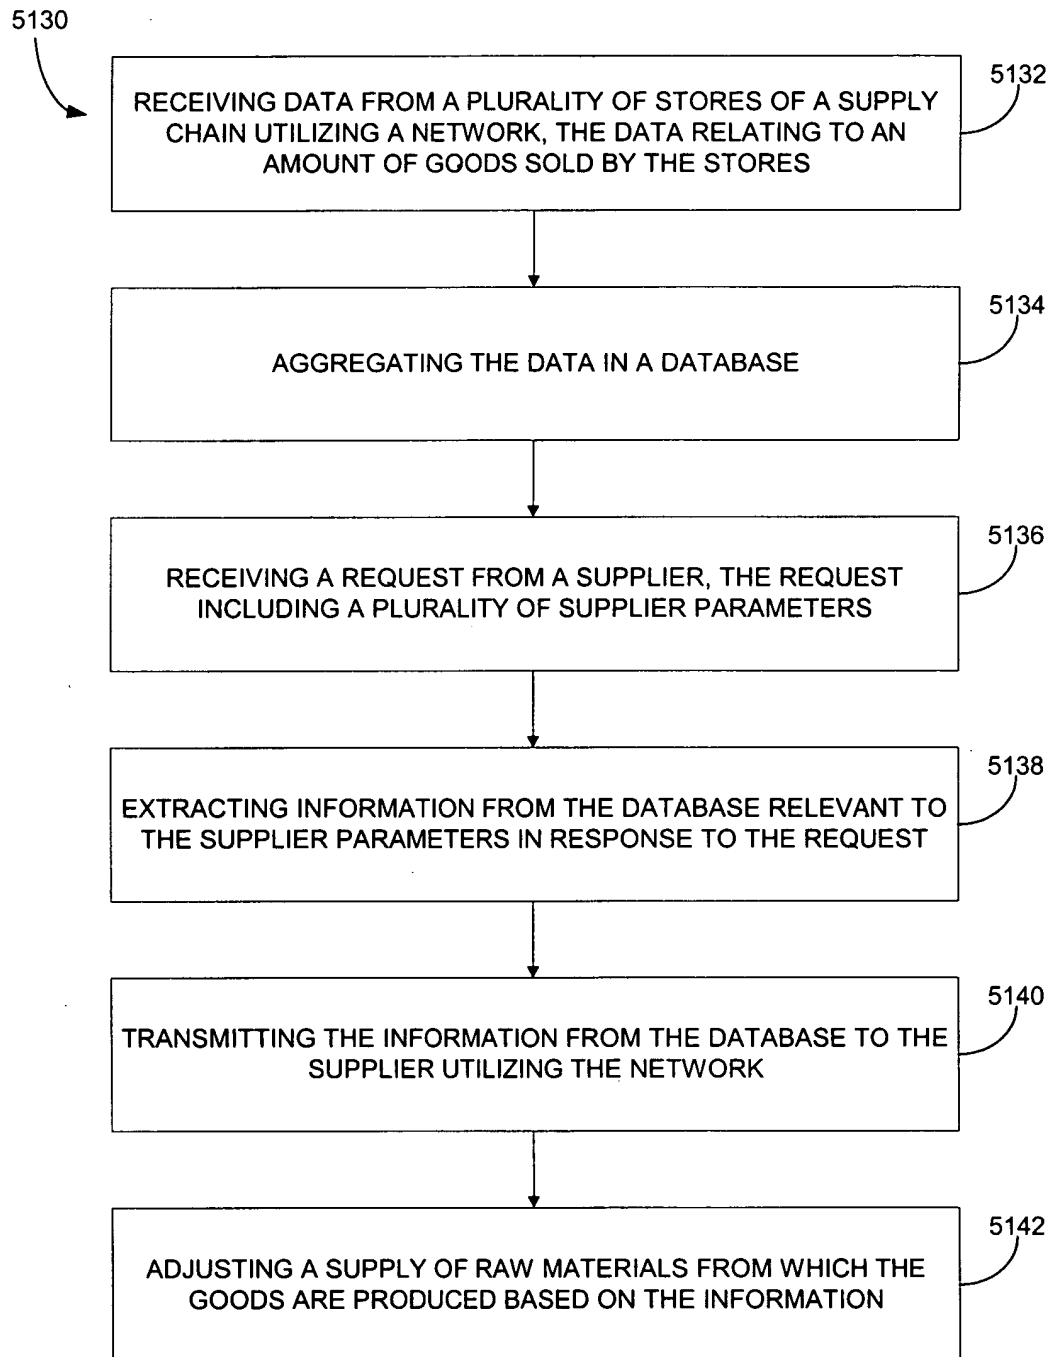 5130
5132
RECEIVING DATA FROM A PLURALITY OF STORES OF A SUPPLY
CHAIN UTILIZING A NETWORK, THE DATA RELATING TO AN
AMOUNT OF GOODS SOLD BY THE STORES
5134
AGGREGATING THE DATA IN A DATABASE
5136
RECEIVING A REQUEST FROM A SUPPLIER, THE REQUEST
INCLUDING A PLURALITY OF SUPPLIER PARAMETERS
5138
EXTRACTING INFORMATION FROM THE DATABASE RELEVANT TO
THE SUPPLIER PARAMETERS IN RESPONSE TO THE REQUEST
5140
TRANSMITTING THE INFORMATION FROM THE DATABASE TO THE
SUPPLIER UTILIZING THE NETWORK
5142
ADJUSTING A SUPPLY OF RAW MATERIALS FROM WHICH THE
GOODS ARE PRODUCED BASED ON THE INFORMATION